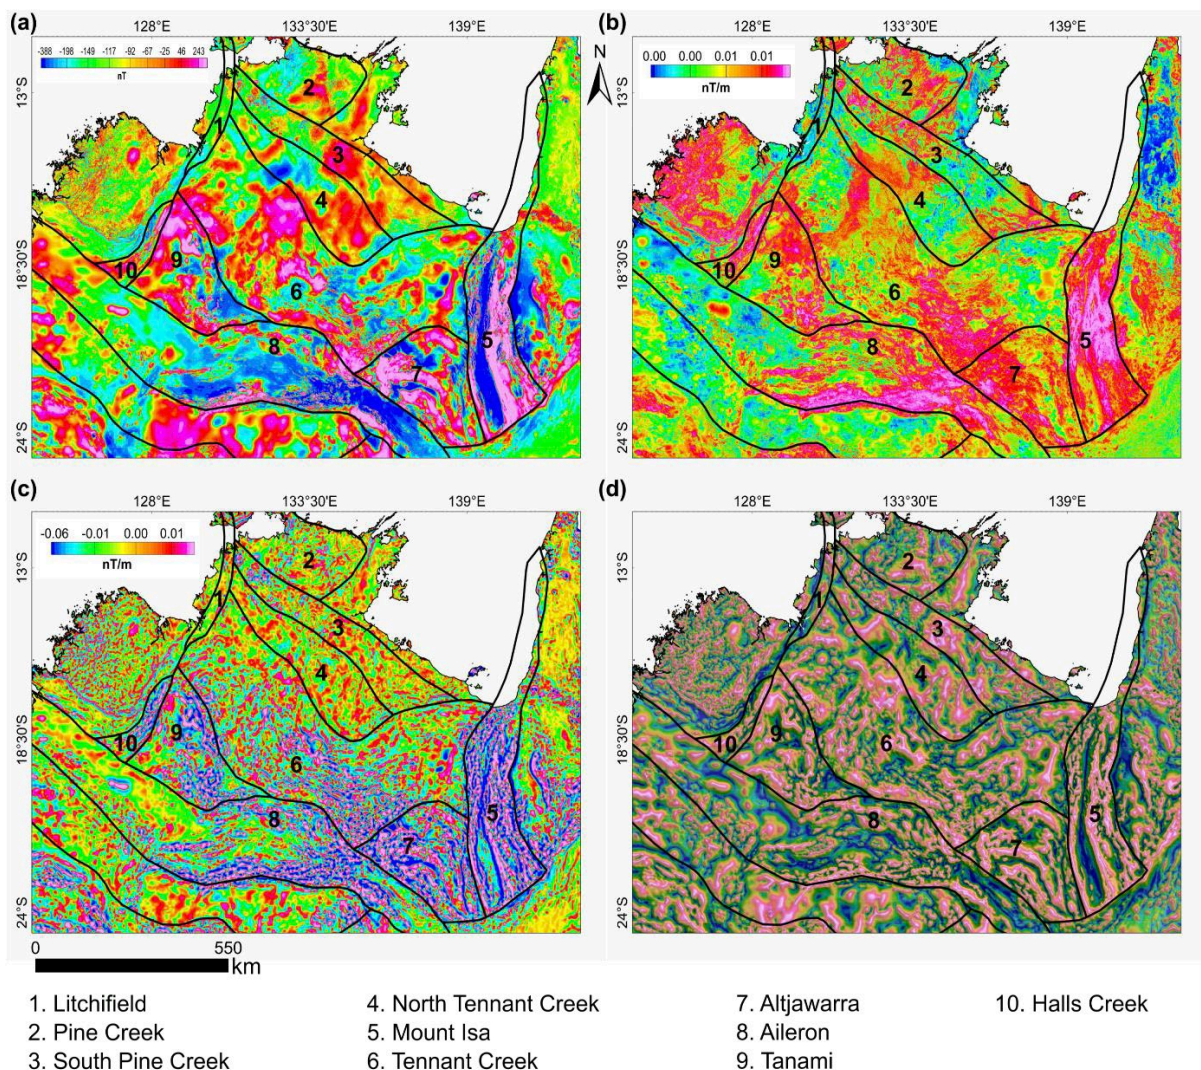 (a)
128°E 133°30'E 139°E
-388 -198 -149 -117 -92 -67 -25 46 243
nT
13°S
18°30'S
24°S
1
2
3
4
10
9
6
5
8
7
N
(b)
128°E 133°30'E 139°E
0.00 0.00 0.01 0.01
nT/m
13°S
18°30'S
24°S
1
2
3
4
10
9
6
5
8
7
(c)
128°E 133°30'E 139°E
-0.06 -0.01 0.00 0.01
nT/m
13°S
18°30'S
24°S
1
2
3
4
10
9
6
5
8
7
(d)
128°E 133°30'E 139°E
13°S
18°30'S
24°S
1
2
3
4
10
9
6
5
8
7
0 550
km
1. Litchifield 4. North Tennant Creek 7. Altjawarra 10. Halls Creek
2. Pine Creek 5. Mount Isa 8. Aileron
3. South Pine Creek 6. Tennant Creek 9. Tanami